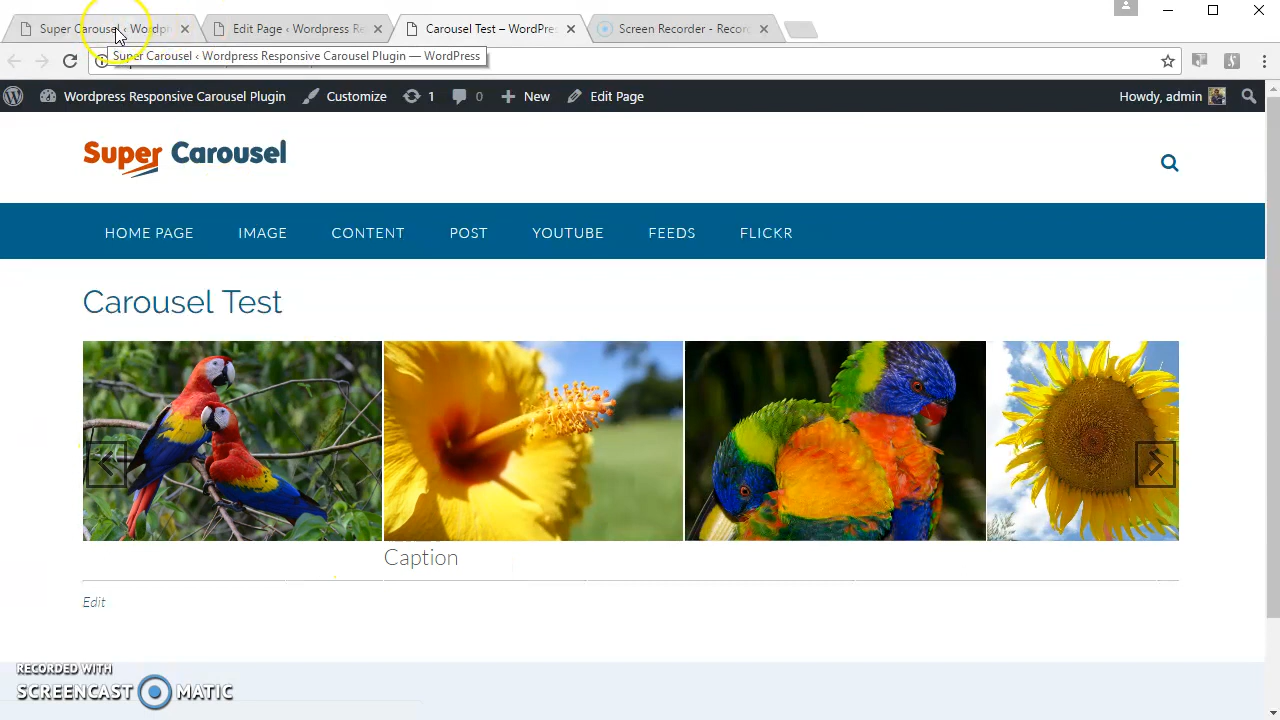 Super Carousel ‹ Wordp
Edit Page ‹ Wordpress Re
Carousel Test – WordPre
Screen Recorder - Record
Super Carousel ‹ Wordpress Responsive Carousel Plugin — WordPress
Wordpress Responsive Carousel Plugin
Customize
1
0
New
Edit Page
Howdy, admin
Super Carousel
HOME PAGE
IMAGE
CONTENT
POST
YOUTUBE
FEEDS
FLICKR
Carousel Test
Caption
Edit
RECORDED WITH
SCREENCAST MATIC